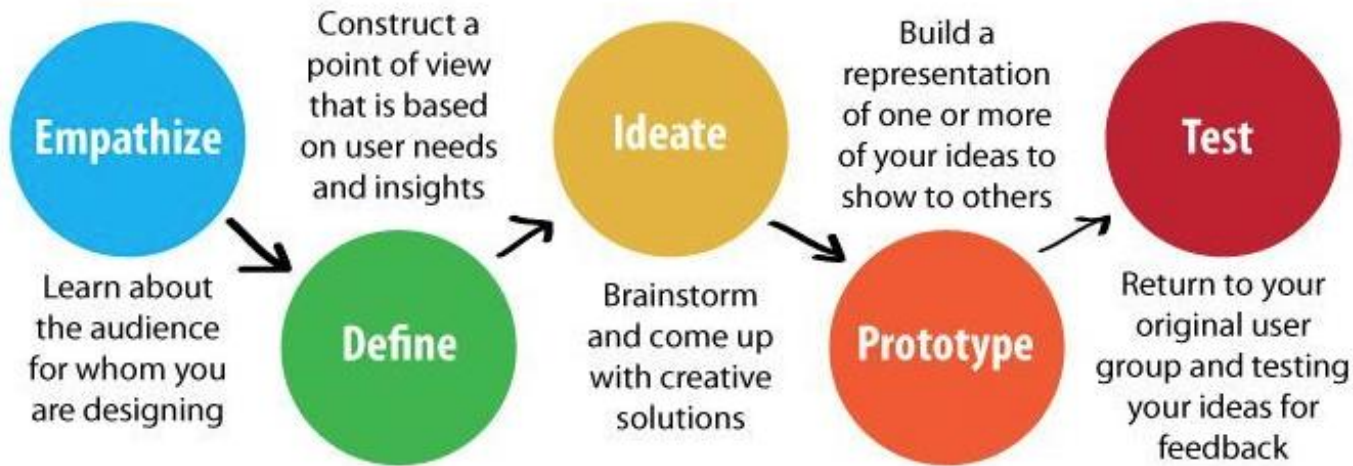 Empathize
Learn about
the audience
for whom you
are designing
Construct a
point of view
that is based
on user needs
and insights
Define
Ideate
Brainstorm
and come up
with creative
solutions
Build a
representation
of one or more
of your ideas to
show to others
Prototype
Test
Return to your
original user
group and testing
your ideas for
feedback